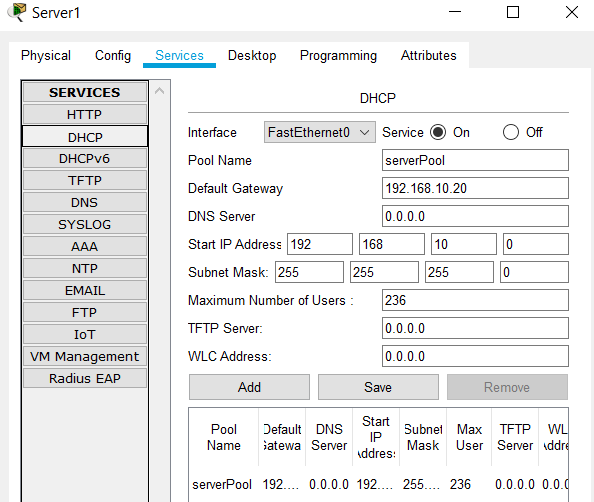 Server1
Physical Config Services Desktop Programming Attributes
SERVICES
HTTP
DHCP
DHCPv6
TFTP
DNS
SYSLOG
AAA
NTP
EMAIL
FTP
IoT
VM Management
Radius EAP
DHCP
Interface FastEthernet0 Service On Off
Pool Name serverPool
Default Gateway 192.168.10.20
DNS Server 0.0.0.0
Start IP Address 192 168 10 0
Subnet Mask: 255 255 255 0
Maximum Number of Users : 236
TFTP Server: 0.0.0.0
WLC Address: 0.0.0.0
Add Save Remove
Pool Name
Default
DNS Server
Start IP
Subnet Mask
Max User
TFTP Server
WL
serverPool 192.... 0.0.0.0 192.... 255.... 236 0.0.0.0 0.0.0